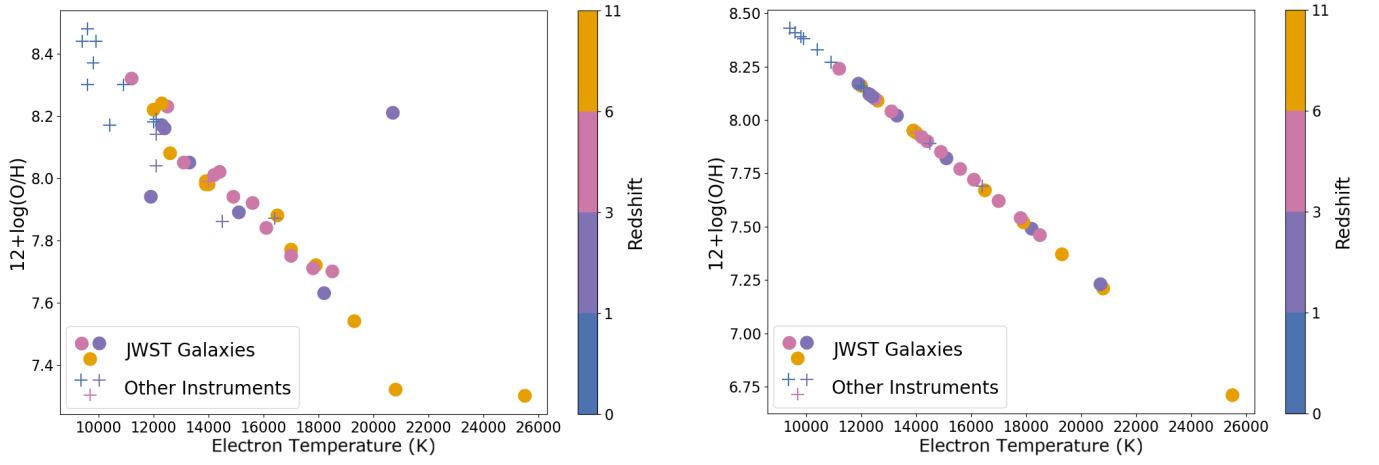 12+log(O/H)
8.4
8.2
8.0
7.8
7.6
7.4
JWST Galaxies
Other Instruments
10000 12000 14000 16000 18000 20000 22000 24000 26000
Electron Temperature (K)
11
6
3
1
0
Redshift
12+log(O/H)
8.50
8.25
8.00
7.75
7.50
7.25
7.00
6.75
JWST Galaxies
Other Instruments
10000 12000 14000 16000 18000 20000 22000 24000 26000
Electron Temperature (K)
11
6
3
1
0
Redshift